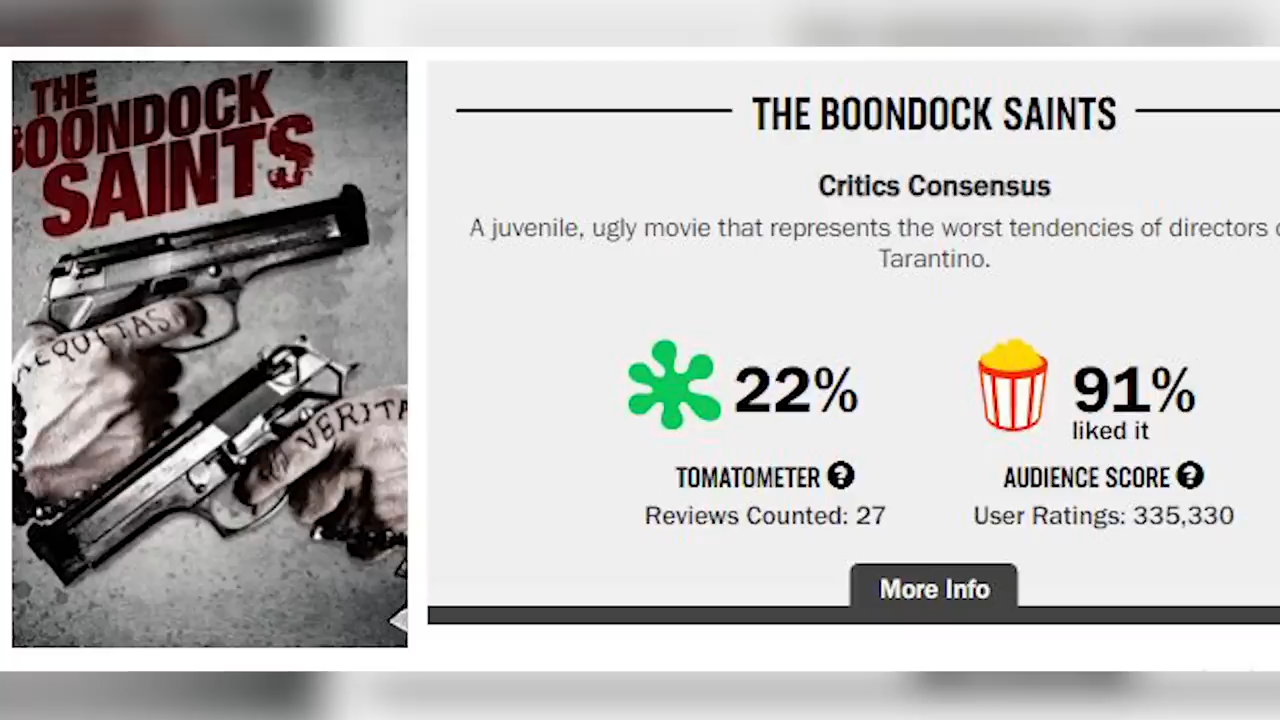 THE
BOONDOCK
SAINTS
AEQUITAS
VERITA
THE BOONDOCK SAINTS
Critics Consensus
A juvenile, ugly movie that represents the worst tendencies of directors
Tarantino.
22%
91%
liked it
TOMATOMETER ?
AUDIENCE SCORE ?
Reviews Counted: 27
User Ratings: 335,330
More Info